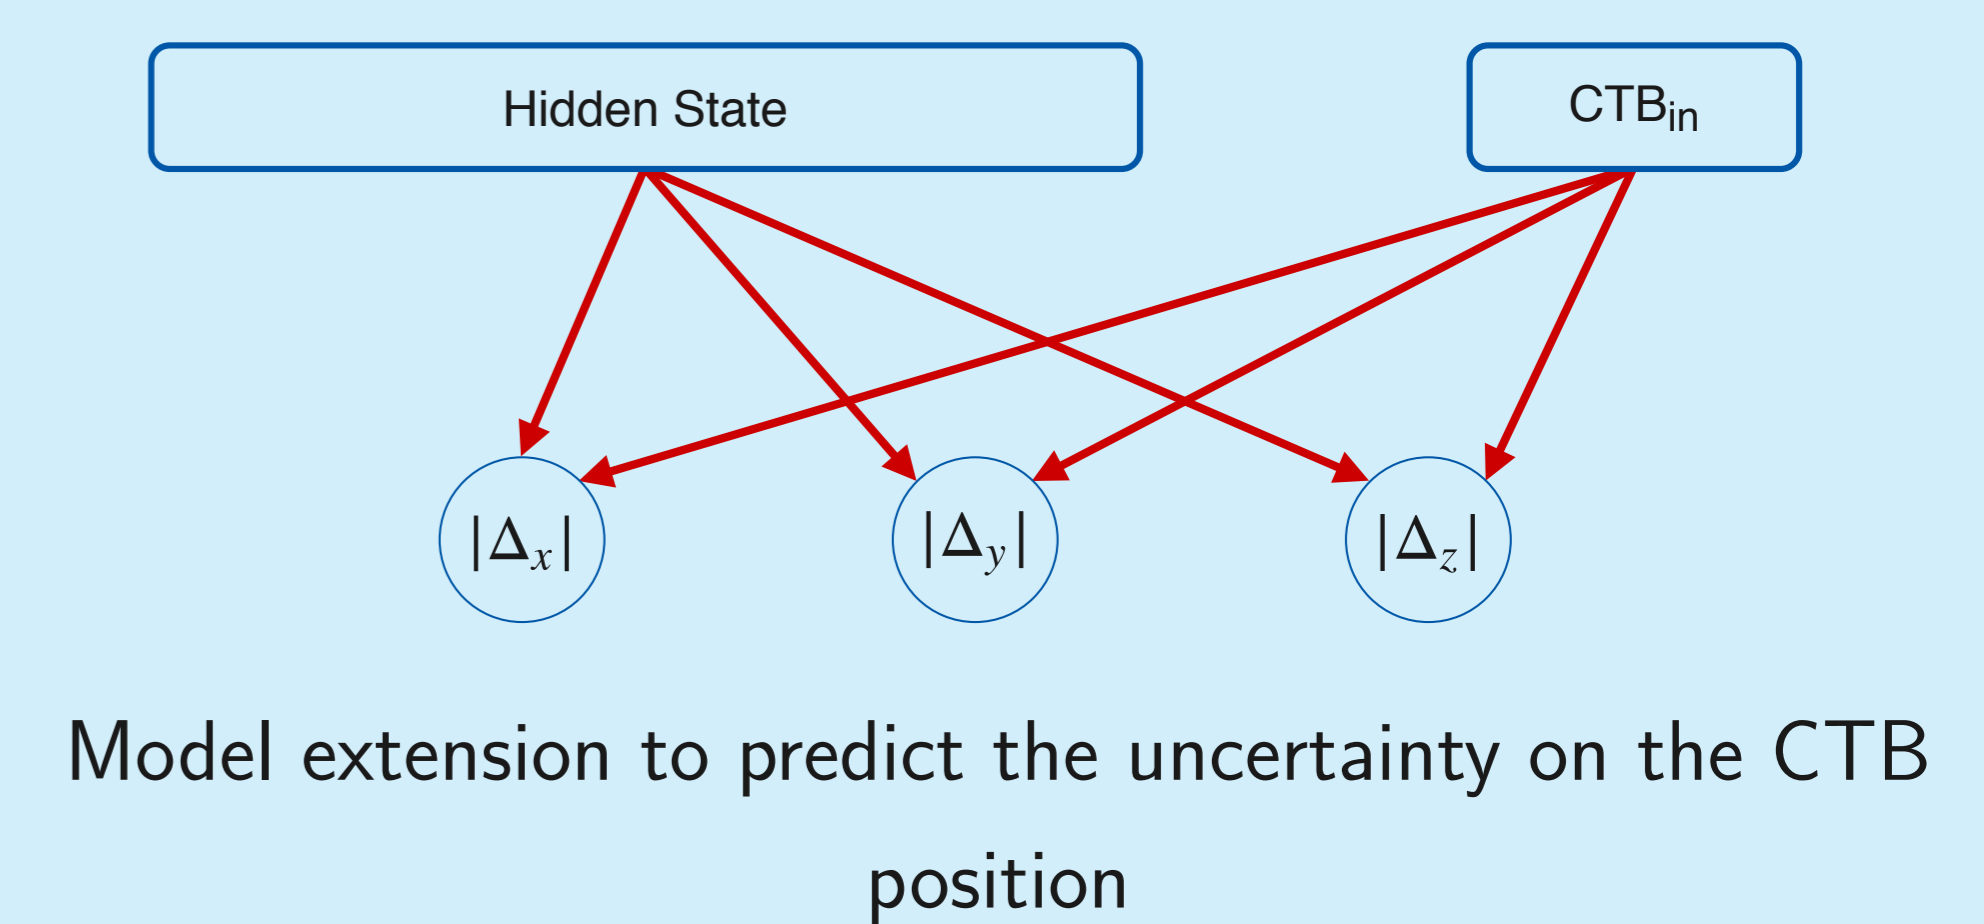 Hidden State
CTB_in
|Δ_x|
|Δ_y|
|Δ_z|
Model extension to predict the uncertainty on the CTB
position